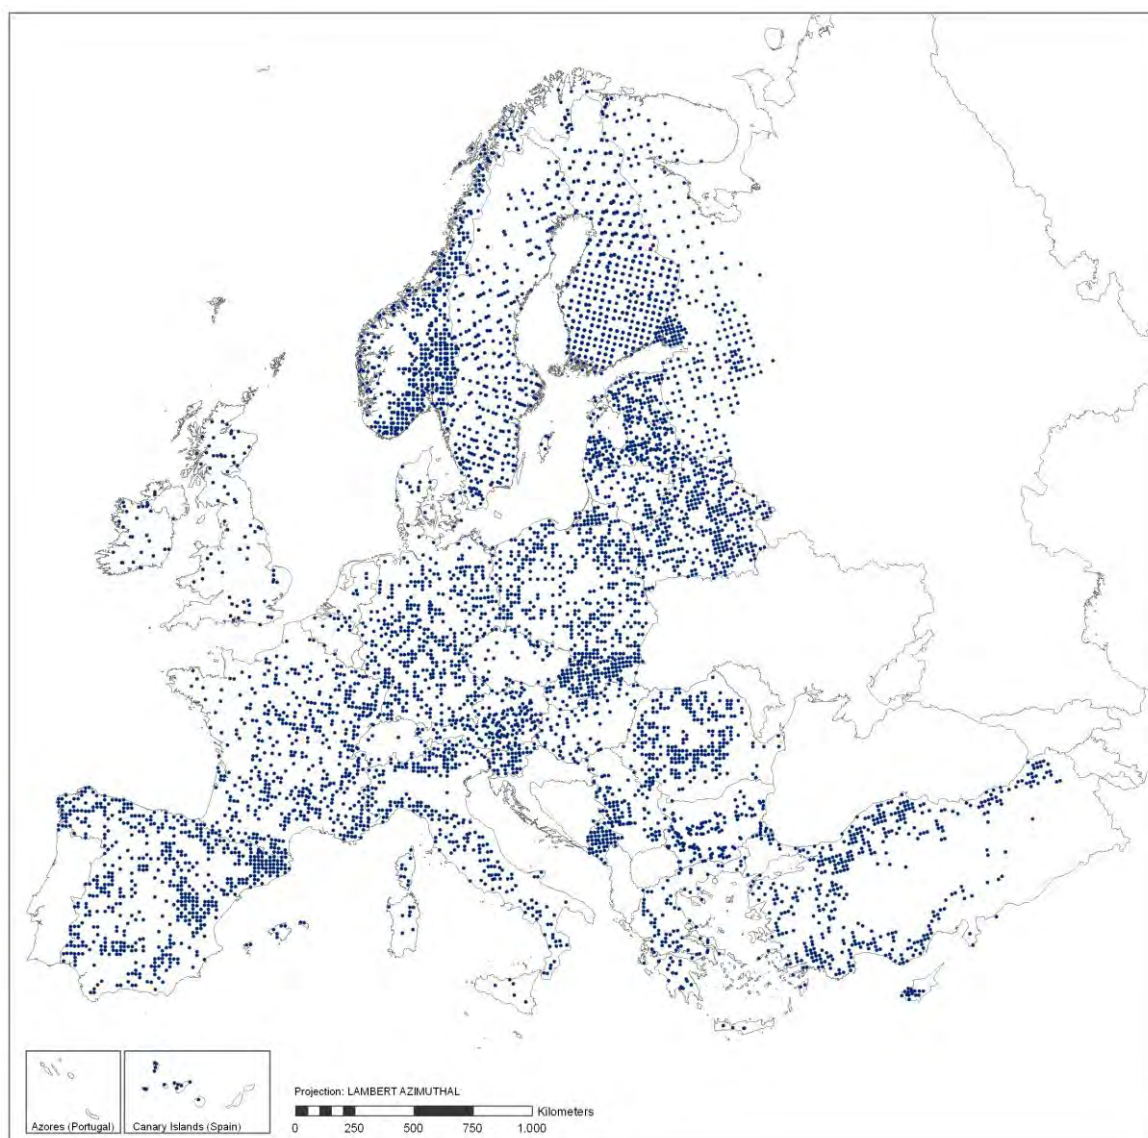 Azores (Portugal)
Canary Islands (Spain)
Projection: LAMBERT AZIMUTHAL
Kilometers
0 250 500 750 1.000